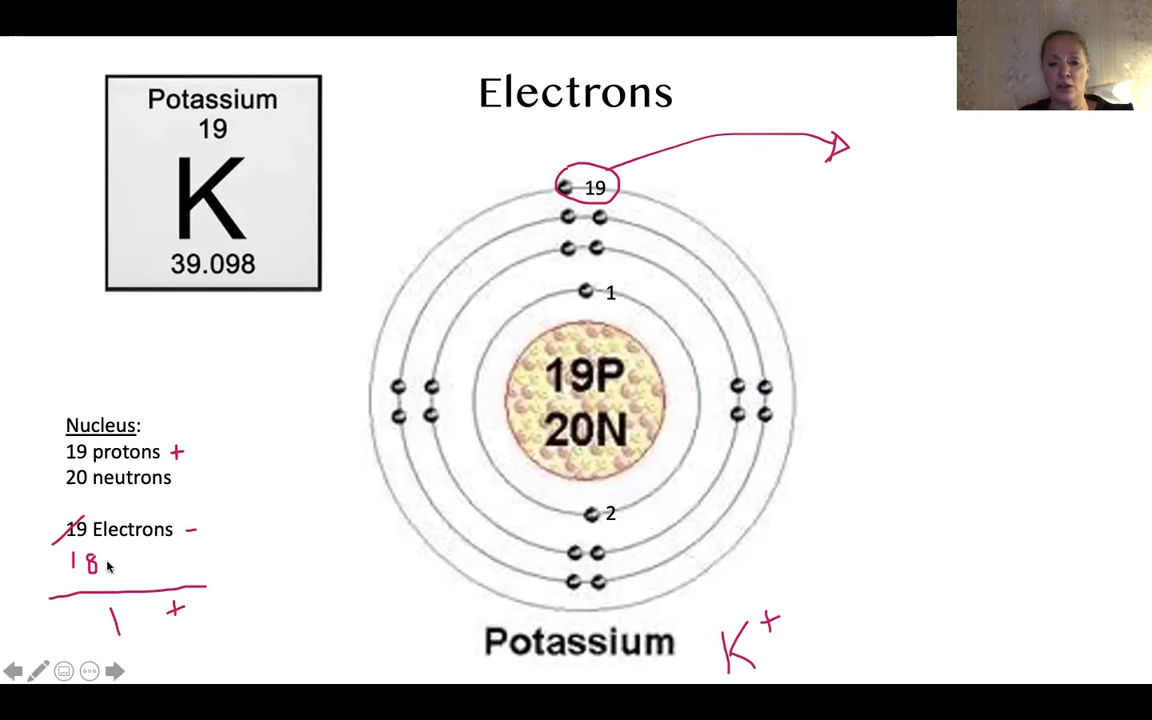 Electrons
Potassium
19
K
39.098
19
1
19P
20N
2
Nucleus:
19 protons +
20 neutrons
19 Electrons -
18
1 +
Potassium
K+